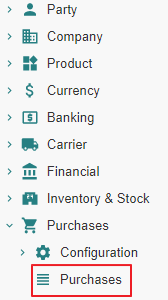 Party
Company
Product
Currency
Banking
Carrier
Financial
Inventory & Stock
Purchases
Configuration
Purchases